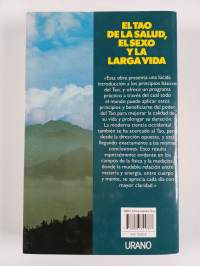 EL TAO
DE LA SALUD,
EL SEXO
Y LA
LARGA VIDA
«Esta obra presenta una lúcida
introducción a los principios básicos
del Tao, y ofrece un programa
práctico a través del cual todo
el mundo puede aplicar estos
principios y beneficiarse del poder
del Tao para mejorar la calidad de
su vida y prolongar su duración.
La moderna ciencia occidental
también se ha acercado al Tao, pero
desde la dirección opuesta, y está
llegando exactamente a las mismas
conclusiones. Esto resulta
especialmente evidente en los
campos de la física y la medicina,
donde la relación entre
materia y energía, entre cuerpo
y mente, se aprecia cada día
con mayor claridad.»
URANO